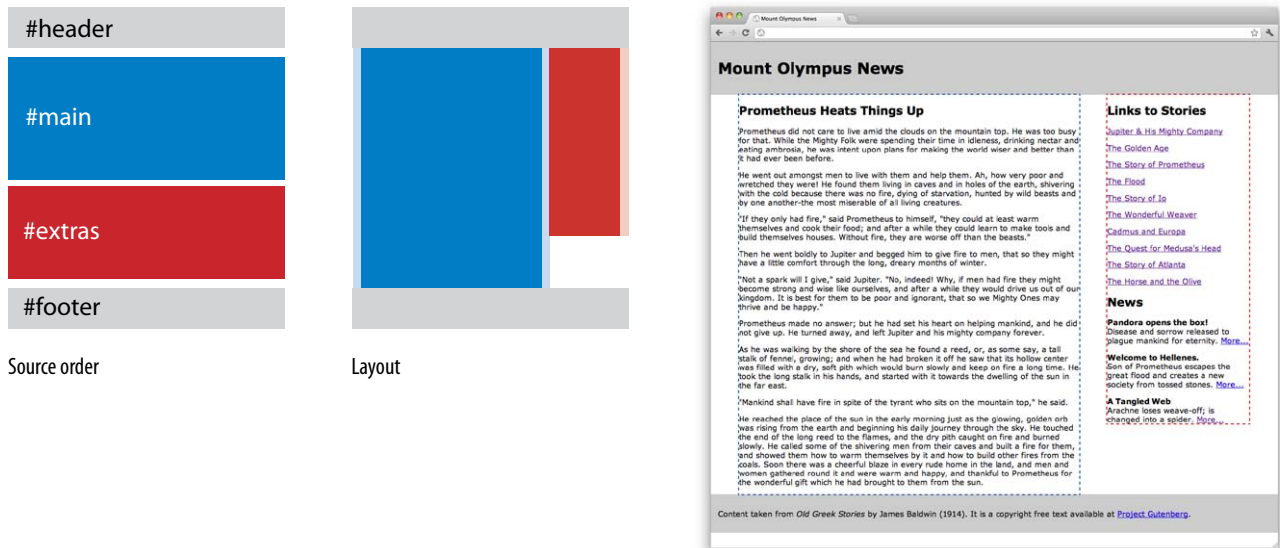 #header
#main
#extras
#footer
Source order
Layout
Mount Olympus News
Mount Olympus News
Prometheus Heats Things Up
Prometheus did not care to live amid the clouds on the mountain top. He was too busy
for that. While the Mighty Folk were spending their time in idleness, drinking nectar and
eating ambrosia, he was intent upon plans for making the world wiser and better than
it had ever been before.
He went out amongst men to live with them and help them. Ah, how very poor and
wretched they were! He found them living in caves and in holes of the earth, shivering
with the cold because there was no fire, dying of starvation, hunted by wild beasts and
by one another-the most miserable of all living creatures.
"If they only had fire," said Prometheus to himself, "they could at least warm
themselves and cook their food; and after a while they could learn to make tools and
build themselves houses. Without fire, they are worse off than the beasts."
Then he went boldly to Jupiter and begged him to give fire to men, that so they might
have a little comfort through the long, dreary months of winter.
"Not a spark will I give," said Jupiter. "No, indeed! Why, if men had fire they might
become strong and wise like ourselves, and after a while they would drive us out of our
kingdom. It is best for them to be poor and ignorant, that so we Mighty Ones may
thrive and be happy."
Prometheus made no answer; but he had set his heart on helping mankind, and he did
not give up. He turned away, and left Jupiter and his mighty company forever.
As he was walking by the shore of the sea he found a reed, or, as some say, a tall
stalk of fennel, growing; and when he had broken it off he saw that its hollow center
was filled with a dry, soft pith which would burn slowly and keep on fire a long time. He
took the long stalk in his hands, and started with it towards the dwelling of the sun in
the far east.
"Mankind shall have fire in spite of the tyrant who sits on the mountain top," he said.
He reached the place of the sun in the early morning just as the glowing, golden orb
was rising from the earth and beginning his daily journey through the sky. He touched
the end of the long reed to the flames, and the dry pith caught on fire and burned
slowly. He called some of the shivering men from their caves and built a fire for them,
and showed them how to warm themselves by it and how to build other fires from the
coals. Soon there was a cheerful blaze in every rude home in the land, and men and
women gathered round it and were warm and happy, and thankful to Prometheus for
the wonderful gift which he had brought to them from the sun.
Links to Stories
Jupiter & His Mighty Company
The Golden Age
The Story of Prometheus
The Flood
The Story of Io
The Wonderful Weaver
Cadmus and Europa
The Quest for Medusa's Head
The Story of Atlanta
The Horse and the Olive
News
Pandora opens the box!
Disease and sorrow released to
plague mankind for eternity. More...
Welcome to Hellenes.
Son of Prometheus escapes the
great flood and creates a new
society from tossed stones. More...
A Tangled Web
Arachne loses weave-off; is
changed into a spider. More...
Content taken from Old Greek Stories by James Baldwin (1914). It is a copyright free text available at Project Gutenberg.